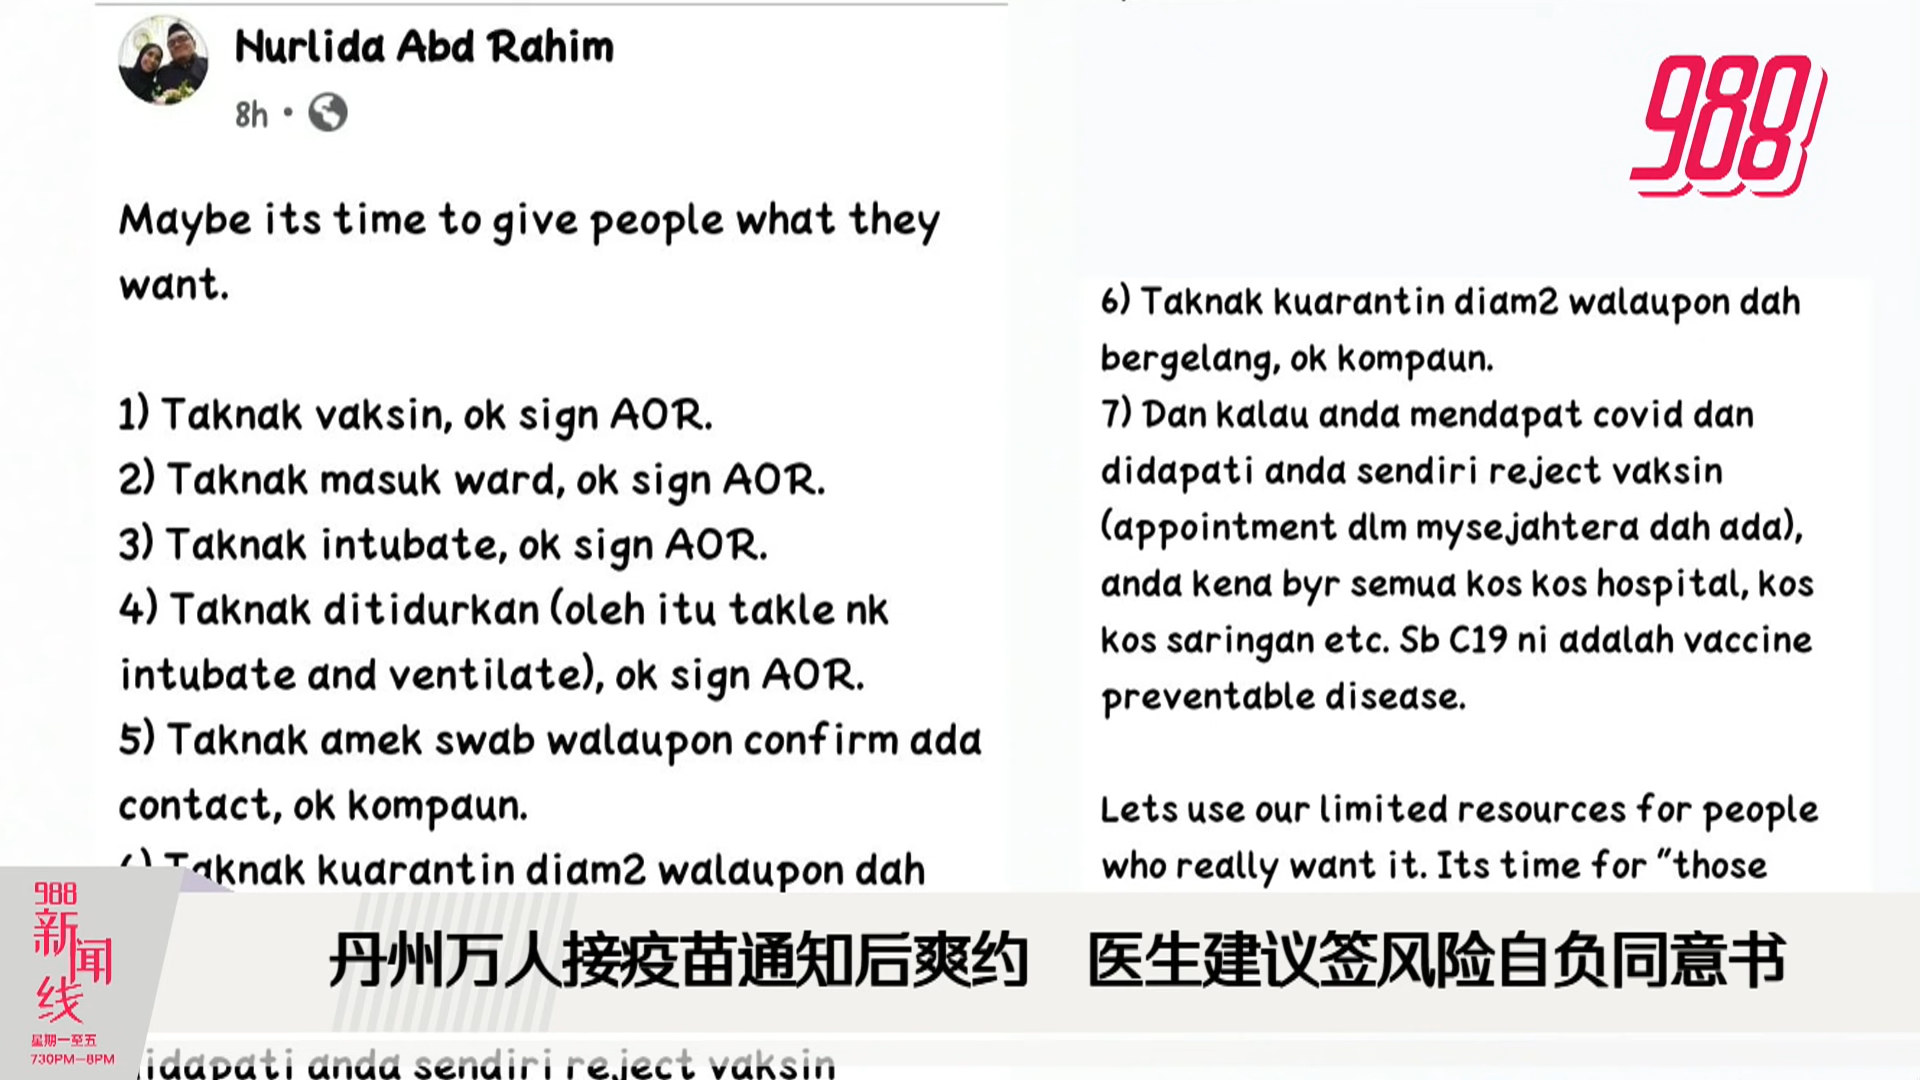 Nurlida Abd Rahim
8h •
Maybe its time to give people what they
want.
1) Taknak vaksin, ok sign AOR.
2) Taknak masuk ward, ok sign AOR.
3) Taknak intubate, ok sign AOR.
4) Taknak ditidurkan (oleh itu takle nk
intubate and ventilate), ok sign AOR.
5) Taknak amek swab walaupon confirm ada
contact, ok kompaun.
6) Taknak kuarantin diam2 walaupon dah
988
6) Taknak kuarantin diam2 walaupon dah
bergelang, ok kompaun.
7) Dan kalau anda mendapat covid dan
didapati anda sendiri reject vaksin
(appointment dlm mysejahtera dah ada),
anda kena byr semua kos kos hospital, kos
kos saringan etc. Sb C19 ni adalah vaccine
preventable disease.
Lets use our limited resources for people
who really want it. Its time for "those
988
新闻
线
星期一至五
730PM-8PM
丹州万人接疫苗通知后爽约 医生建议签风险自负同意书
didapati anda sendiri reject vaksin